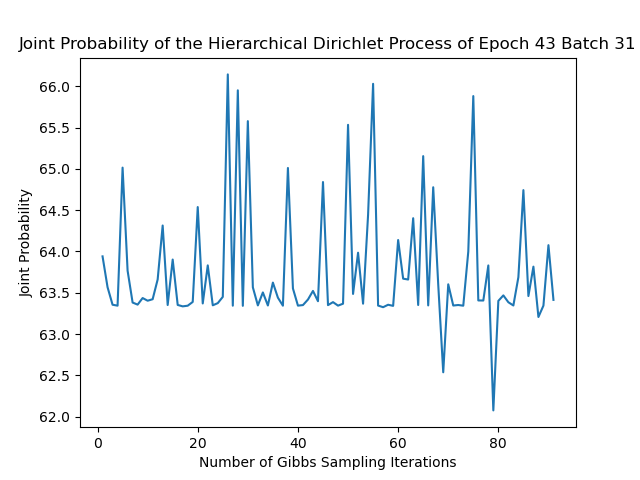 Joint Probability of the Hierarchical Dirichlet Process of Epoch 43 Batch 31
66.0
65.5
65.0
64.5
64.0
63.5
63.0
62.5
62.0
Joint Probability
0 20 40 60 80
Number of Gibbs Sampling Iterations